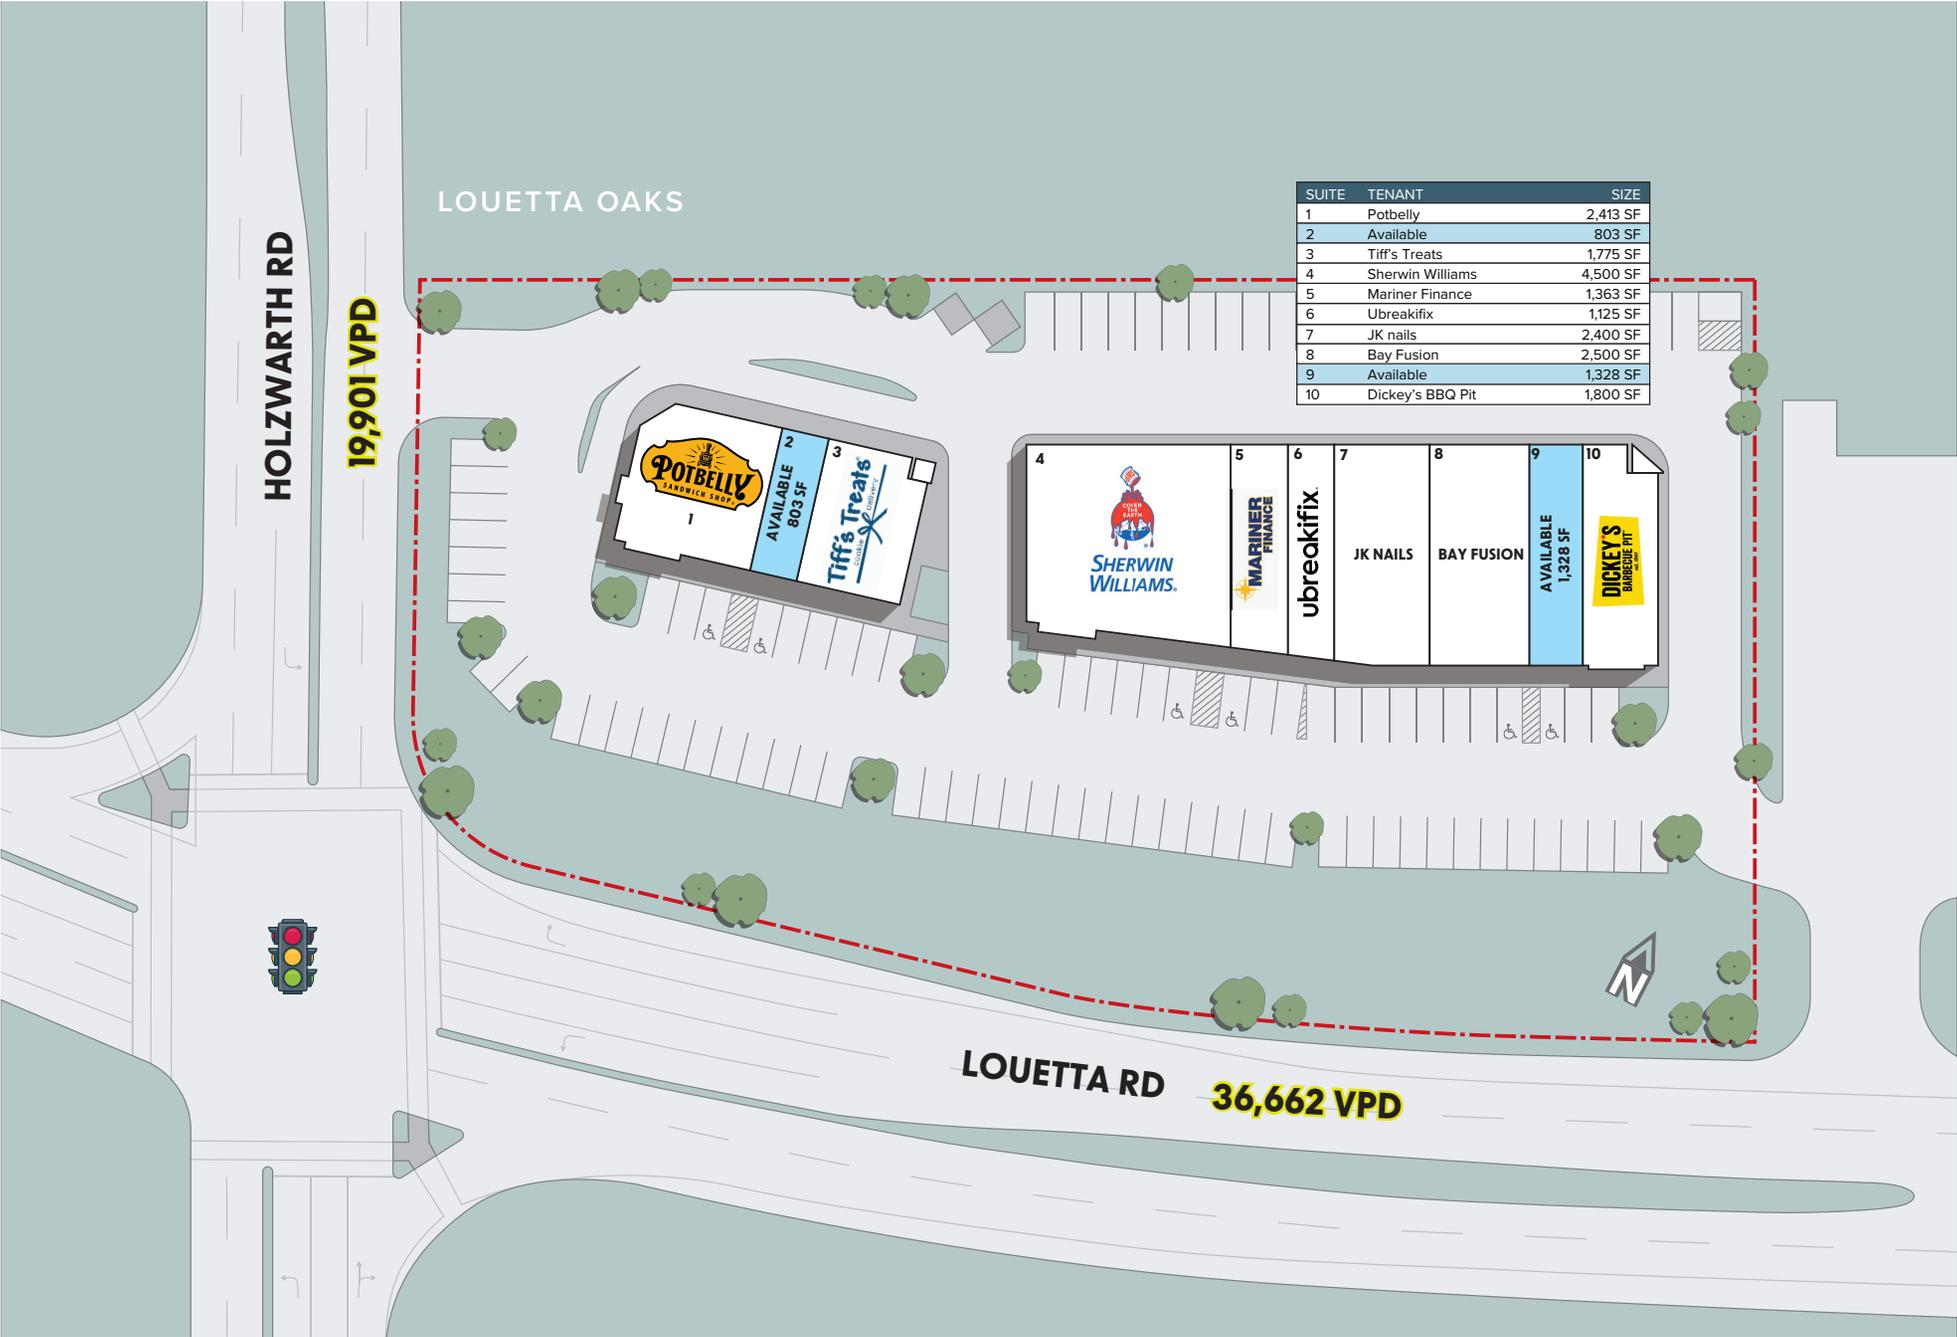 LOUETTA OAKS
HOLZWARTH RD
19,901 VPD
SUITE TENANT SIZE
1 Potbelly 2,413 SF
2 Available 803 SF
3 Tiff's Treats 1,775 SF
4 Sherwin Williams 4,500 SF
5 Mariner Finance 1,363 SF
6 Ubreakifix 1,125 SF
7 JK nails 2,400 SF
8 Bay Fusion 2,500 SF
9 Available 1,328 SF
10 Dickey's BBQ Pit 1,800 SF
POTBELLY
SANDWICH SHOP
1
2
AVAILABLE
803 SF
3
Tiff's Treats
cookie delivery
4
COVER
THE
EARTH
SHERWIN
WILLIAMS.
5
MARINER
FINANCE
6
ubreakifix
7
JK NAILS
8
BAY FUSION
9
AVAILABLE
1,328 SF
10
DICKEY'S
BARBECUE PIT
N
LOUETTA RD
36,662 VPD